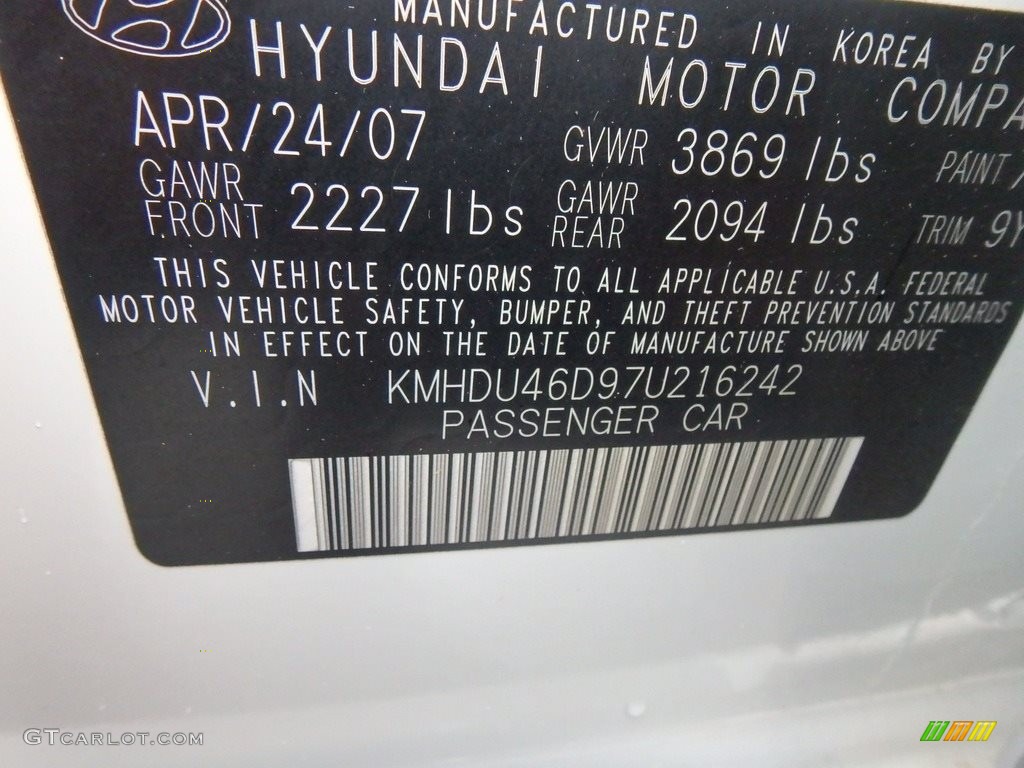 MANUFACTURED IN KOREA BY
HYUNDAI MOTOR
APR/24/07 GVWR 3869 lbs PAINT
GAWR FRONT 2227 lbs GAWR REAR 2094 lbs TRIM 9Y
THIS VEHICLE CONFORMS TO ALL APPLICABLE U.S.A. FEDERAL
MOTOR VEHICLE SAFETY, BUMPER, AND THEFT PREVENTION STANDARDS
IN EFFECT ON THE DATE OF MANUFACTURE SHOWN ABOVE
V.I.N KMHDU46D97U216242
PASSENGER CAR
GTCARLOT.COM